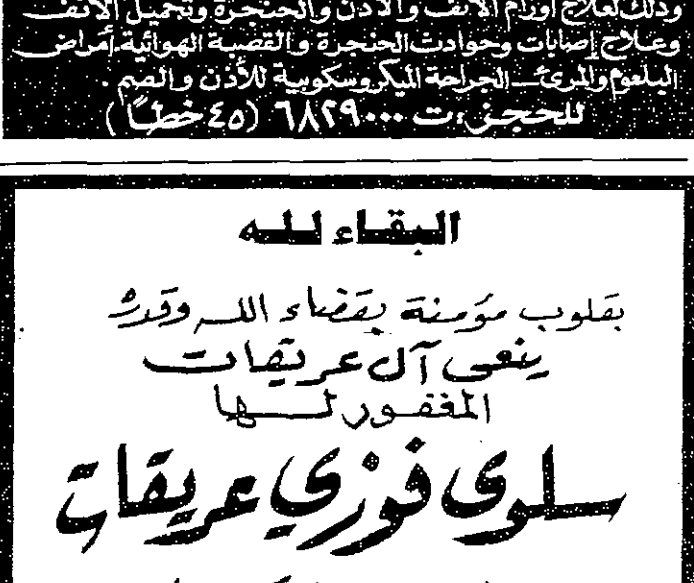 وذلك لعلاج أورام الأنف والأذن والحنجرة وتجميل الأنف
وعلاج إصابات وحوادث الحنجرة والقصبة الهوائية. أمراض
البلعوم والمرئ ــ الجراحة الميكروسكوبية للأذن والصم .
للحجز: ت ٦٨٢٩٠٠٠ (٤٥ خطاً)
البقاء لله
بقلوب مؤمنة بقضاء الله وقدره
ينعى آل عريقات
المغفور لها
سلوى فوزي عريقات